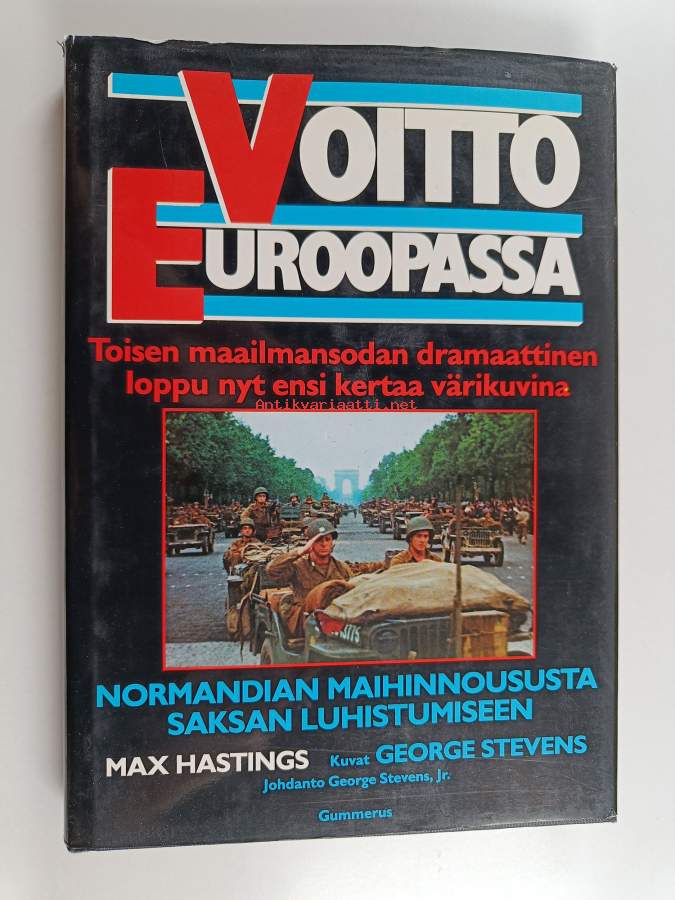 VOITTO
EUROOPASSA
Toisen maailmansodan dramaattinen
loppu nyt ensi kertaa värikuvina
Antikvariaatti.net
NORMANDIAN MAIHINNOUSUSTA
SAKSAN LUHISTUMISEEN
MAX HASTINGS Kuvat GEORGE STEVENS
Johdanto George Stevens, Jr.
Gummerus